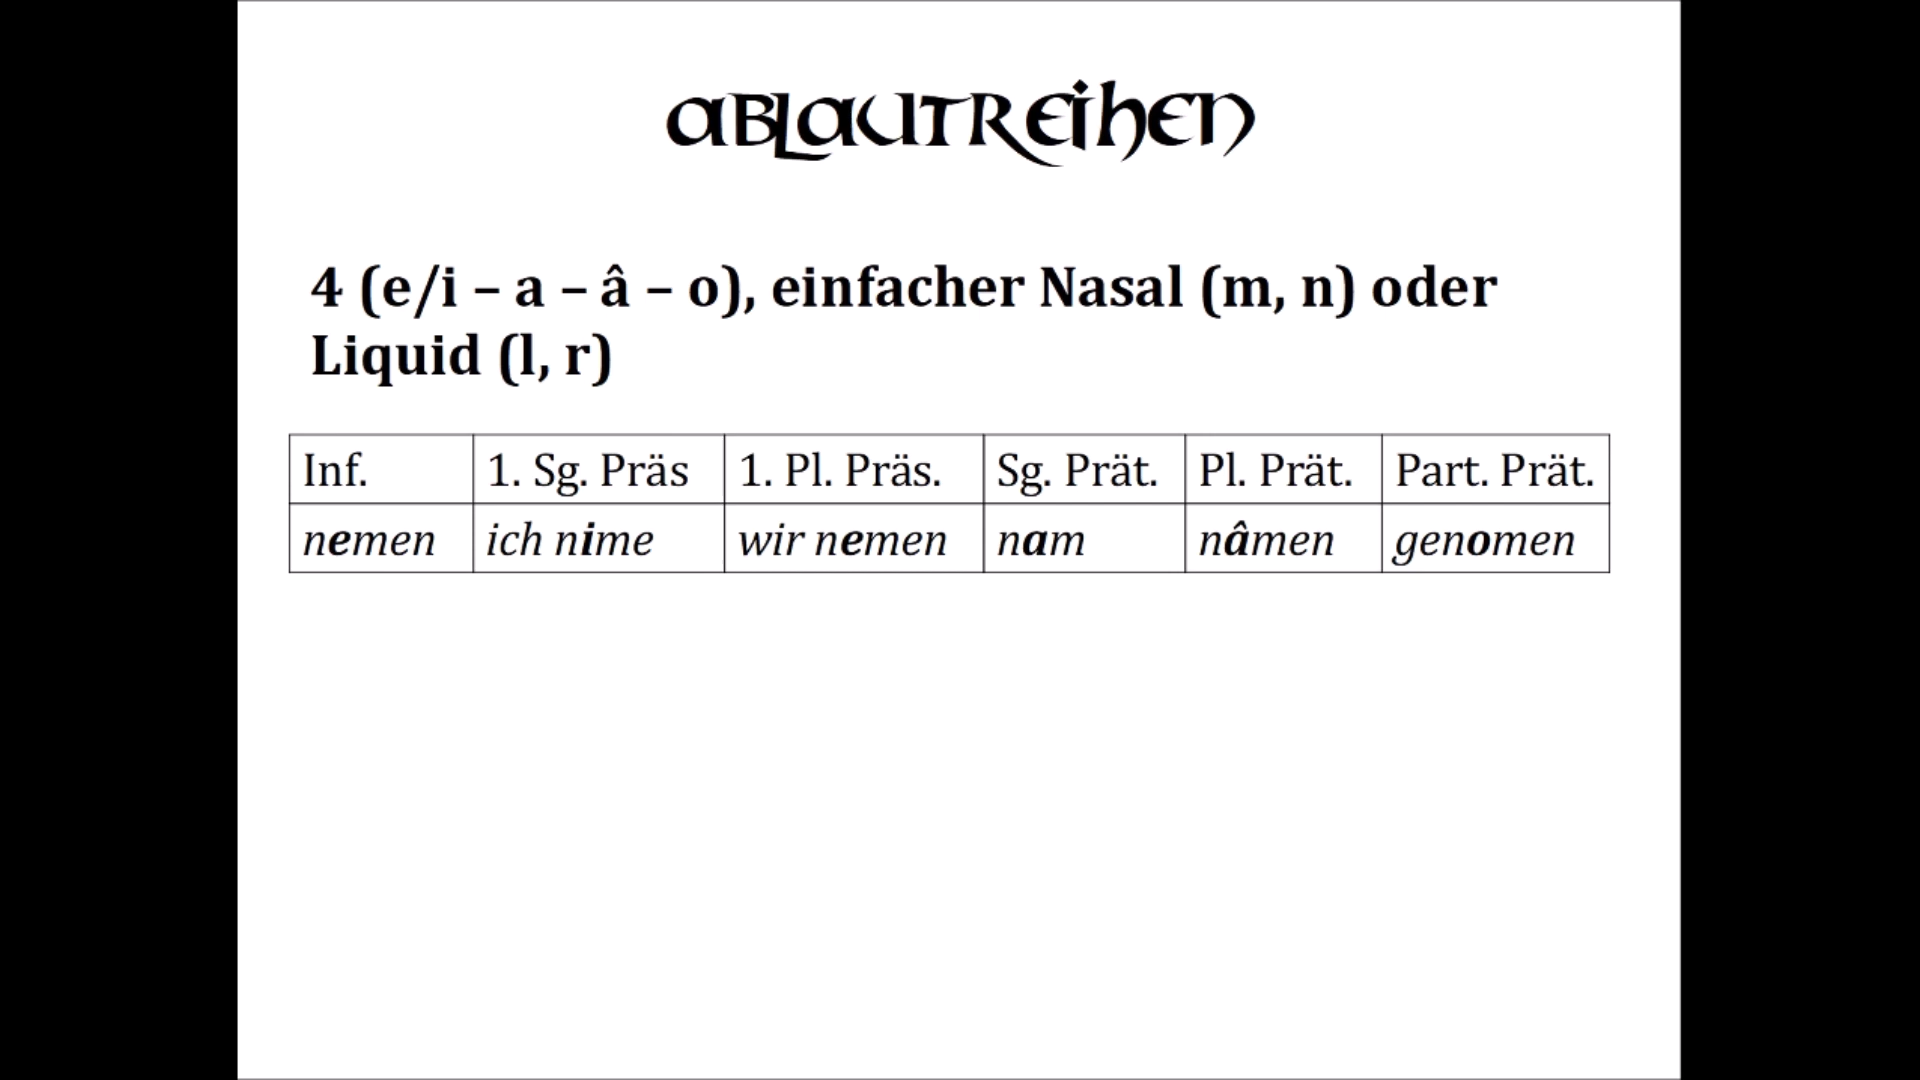 Ablautreihen
4 (e/i – a – â – o), einfacher Nasal (m, n) oder
Liquid (l, r)
Inf. 1. Sg. Präs 1. Pl. Präs. Sg. Prät. Pl. Prät. Part. Prät.
nemen ich nime wir nemen nam nâmen genomen